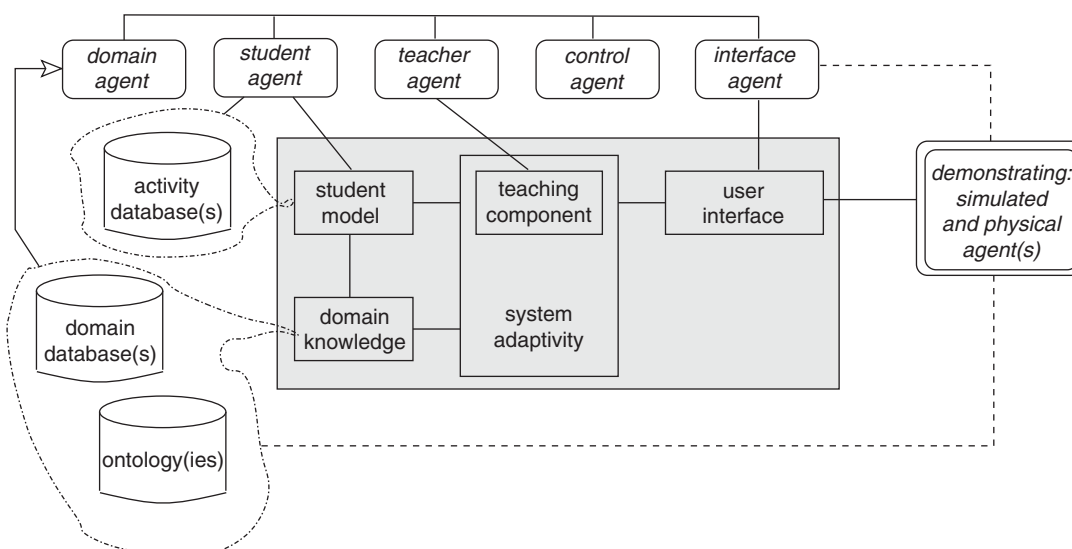 domain
agent
student
agent
teacher
agent
control
agent
interface
agent
activity
database(s)
student
model
teaching
component
user
interface
demonstrating:
simulated
and physical
agent(s)
domain
database(s)
domain
knowledge
system
adaptivity
ontology(ies)